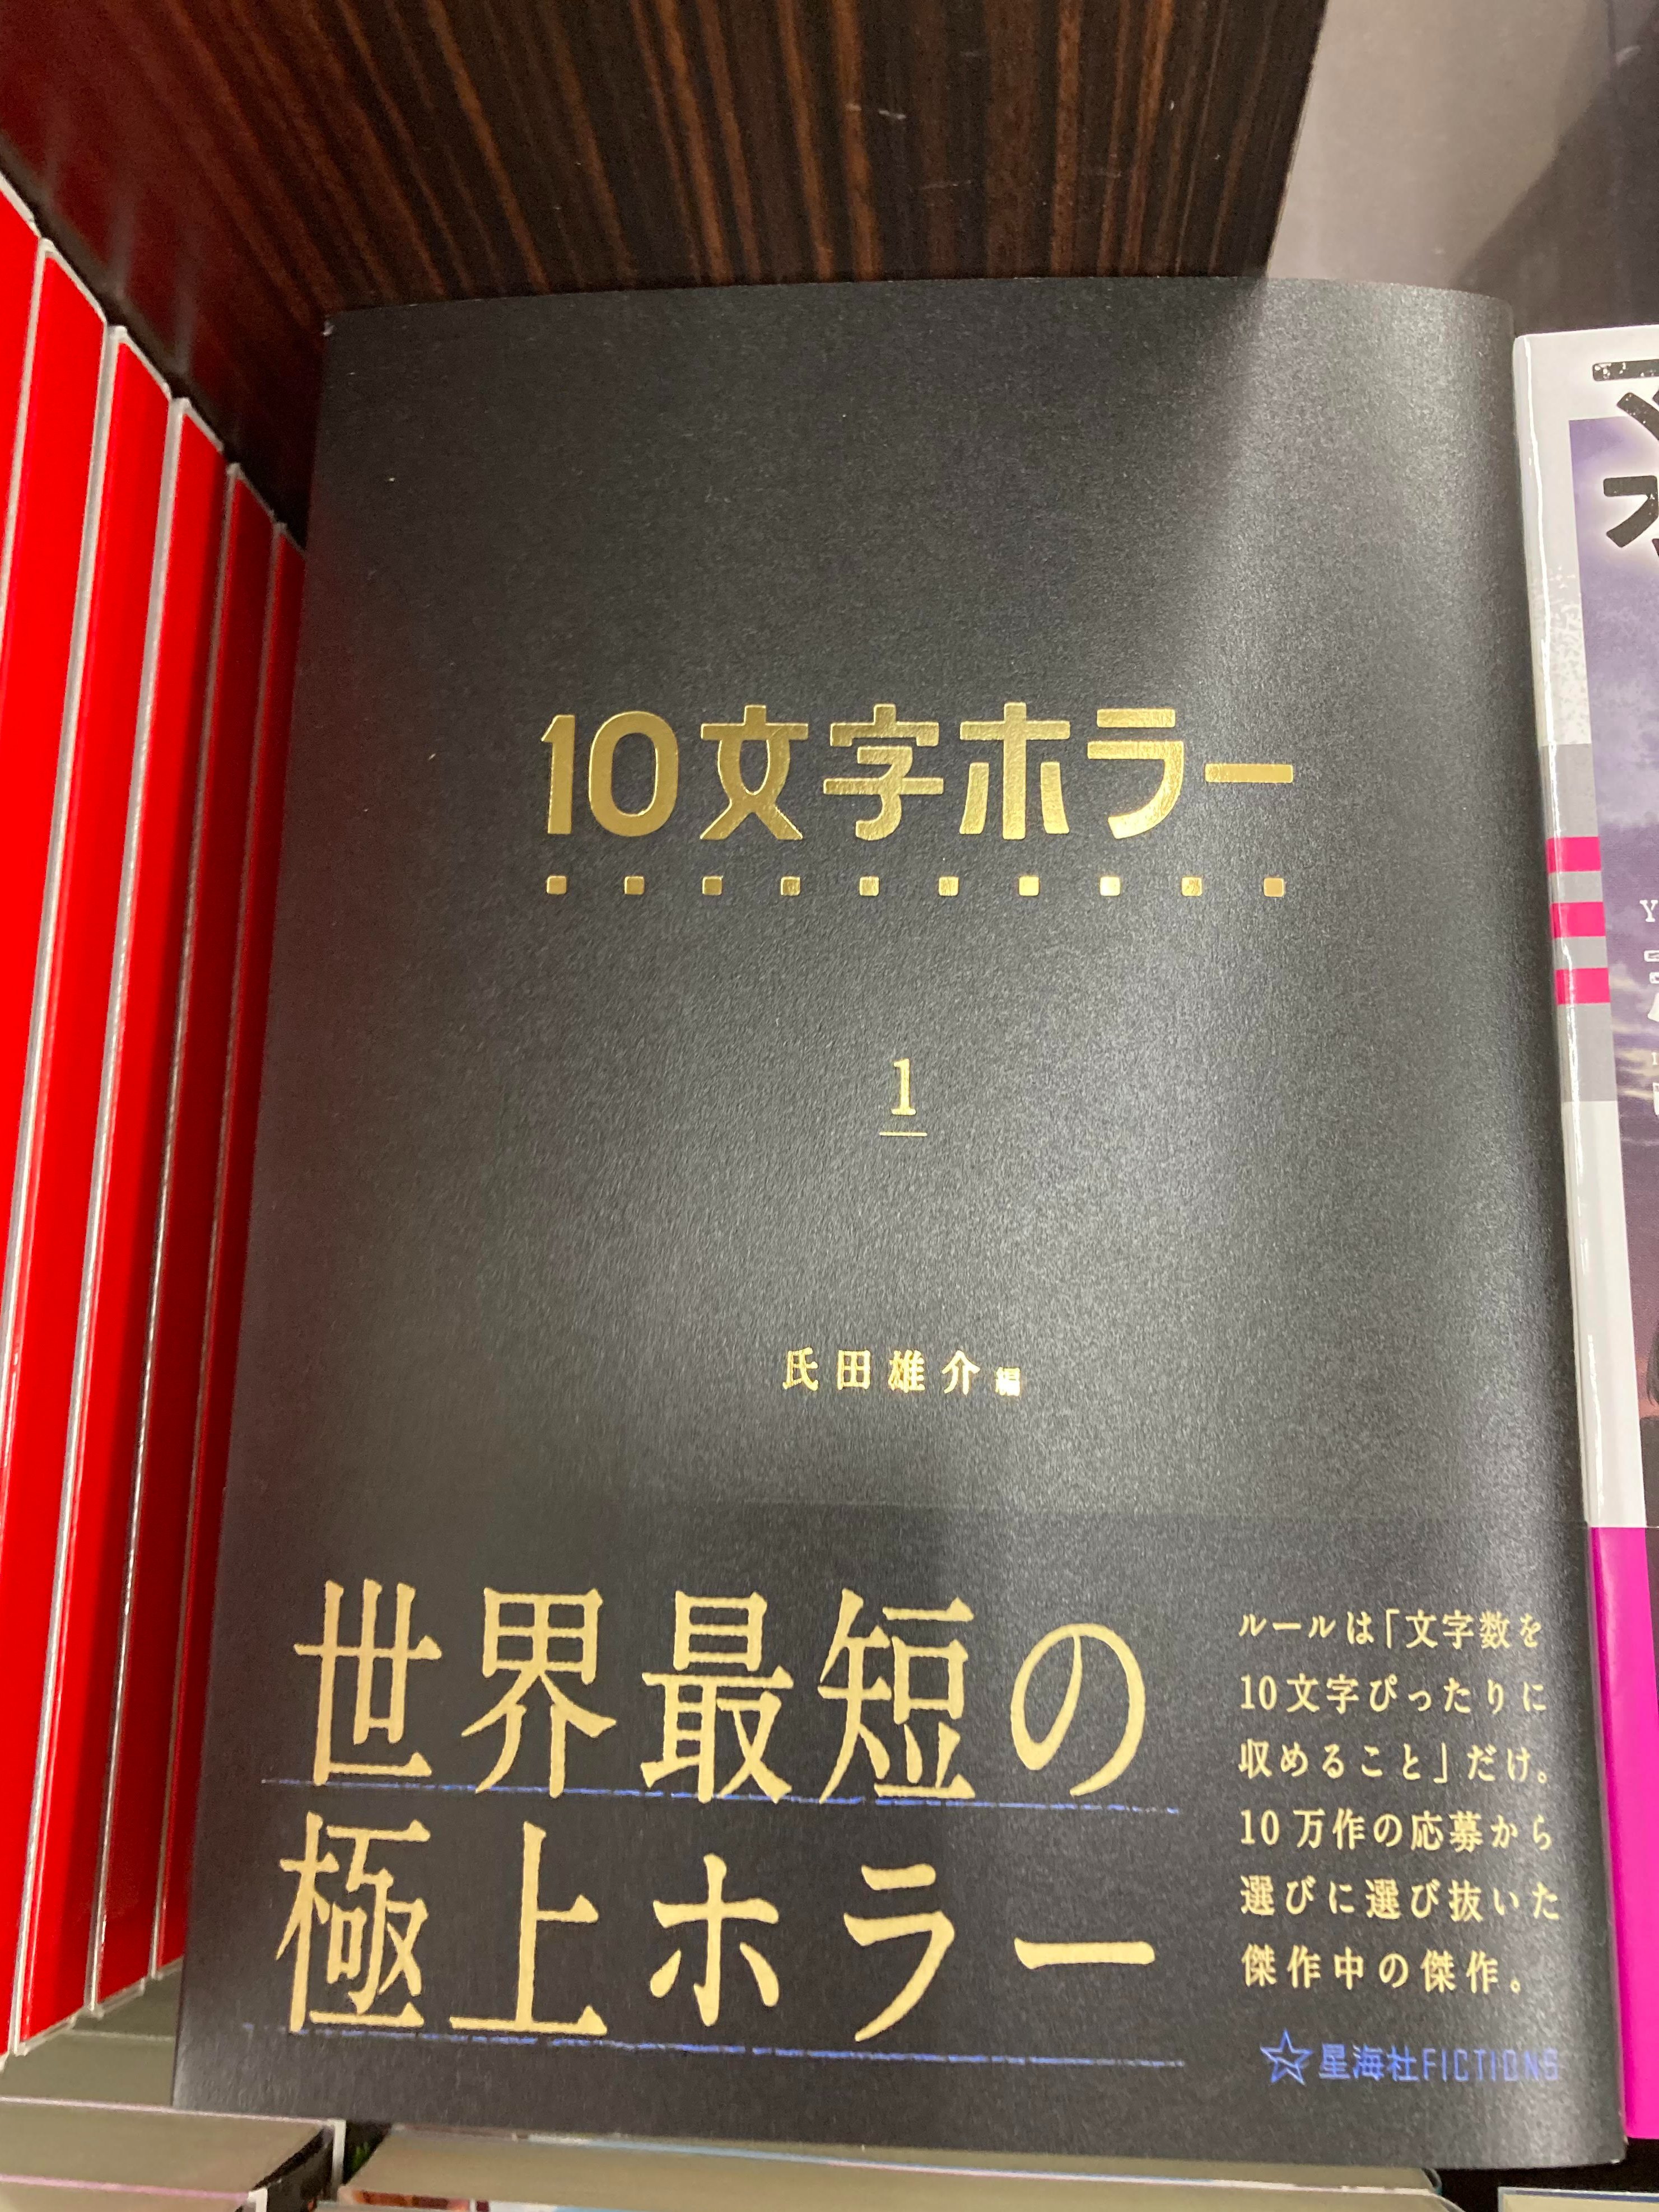 10文字ホラー
1
氏田雄介 編
世界最短の
極上ホラー
ルールは「文字数を
10文字ぴったりに
収めること」だけ。
10万作の応募から
選びに選び抜いた
傑作中の傑作。
☆星海社FICTIONS